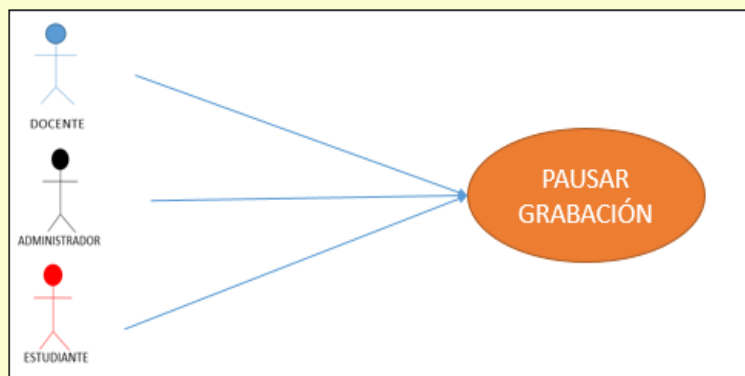 DOCENTE
ADMINISTRADOR
ESTUDIANTE
PAUSAR
GRABACIÓN